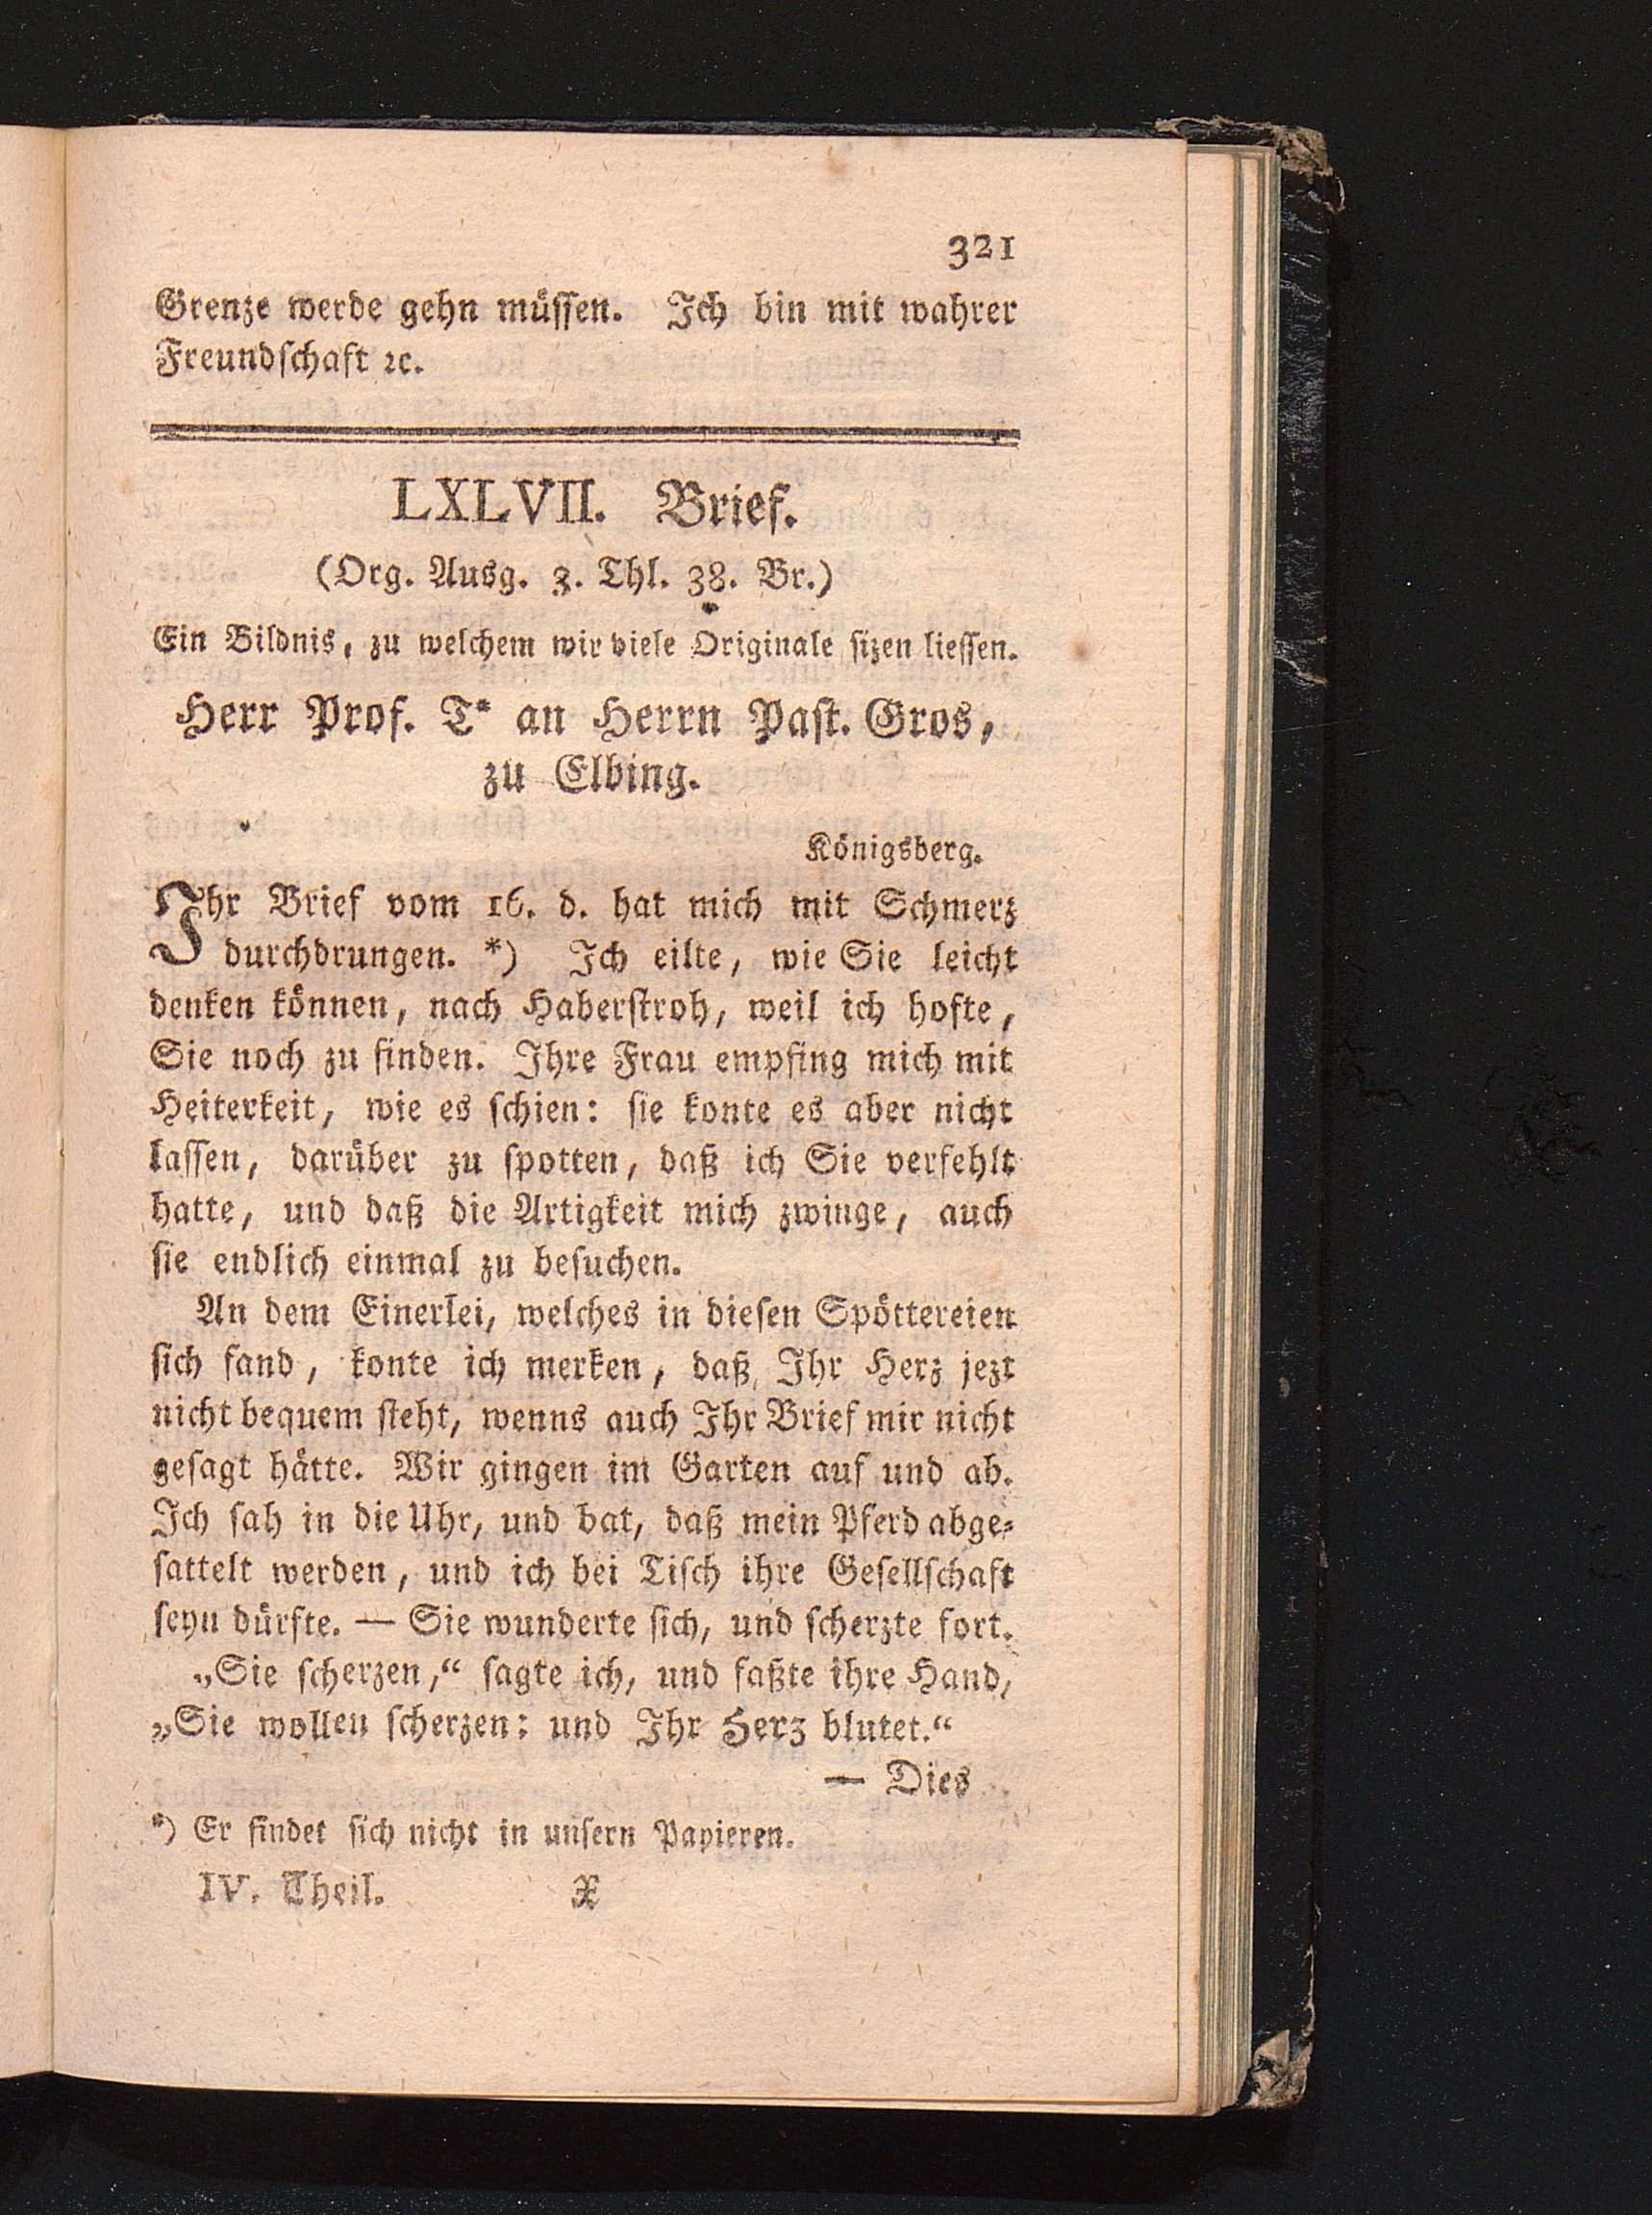 321
Grenze werde gehn müſſen. Ich bin mit wahrer
Freundſchaft ꝛc.
LXLVII. Brief.
(Org. Ausg. 3. Thl. 38. Br.)
Ein Bildnis, zu welchem wir viele Originale ſizen lieſſen.
Herr Prof. T* an Herrn Paſt. Gros,
zu Elbing.
Königsberg.
Ihr Brief vom 16. d. hat mich mit Schmerz
durchdrungen. *) Ich eilte, wie Sie leicht
denken können, nach Haberſtroh, weil ich hofte,
Sie noch zu finden. Ihre Frau empfing mich mit
Heiterkeit, wie es ſchien: ſie konte es aber nicht
laſſen, darüber zu ſpotten, daß ich Sie verfehlt
hatte, und daß die Artigkeit mich zwinge, auch
ſie endlich einmal zu beſuchen.
An dem Einerlei, welches in dieſen Spöttereien
ſich fand, konte ich merken, daß Ihr Herz jezt
nicht bequem ſteht, wenns auch Ihr Brief mir nicht
geſagt hätte. Wir gingen im Garten auf und ab.
Ich ſah in die Uhr, und bat, daß mein Pferd abge⸗
ſattelt werden, und ich bei Tiſch ihre Geſellſchaft
ſeyn dürfte. — Sie wunderte ſich, und ſcherzte fort.
„Sie ſcherzen,“ ſagte ich, und faßte ihre Hand,
„Sie wollen ſcherzen: und Ihr Herz blutet.“
— Dies
*) Er findet ſich nicht in unſern Papieren.
IV. Theil. X